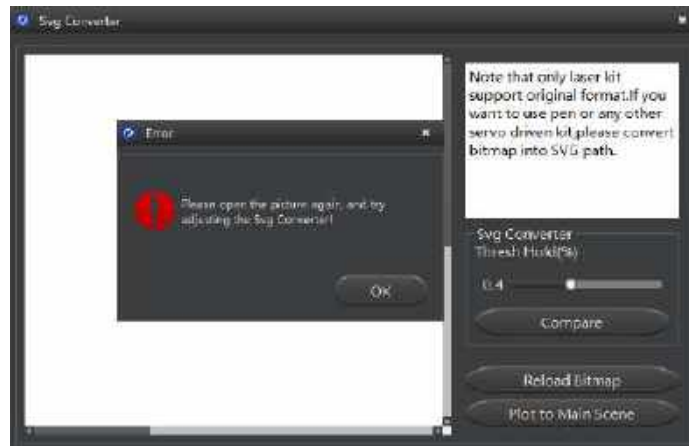 Svg Converter
Note that only laser kit
support original format.If you
want to use pen or any other
servo driven kit,please convert
bitmap into SVG path.
Error
Please open the picture again, and try
adjusting the Svg Converter!
OK
Svg Converter
Thresh Hold(%)
0.4
Compare
Reload Bitmap
Plot to Main Scene